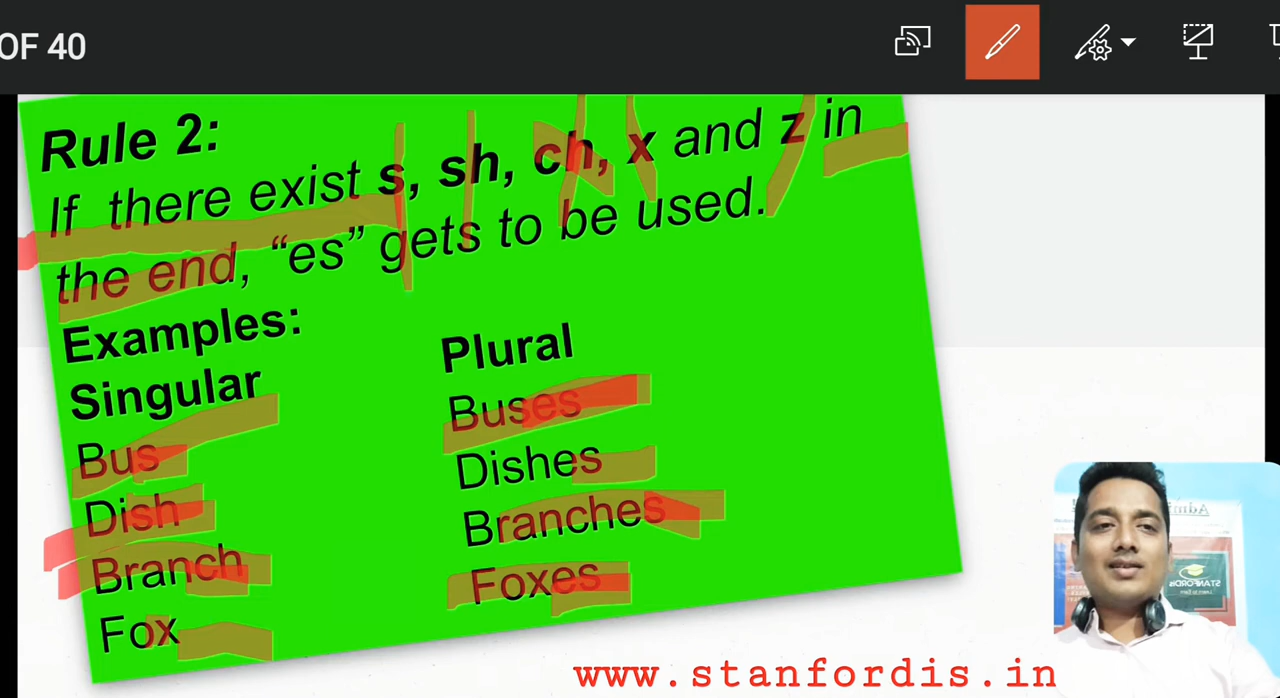 OF 40
Rule 2:
If there exist s, sh, ch, x and z in
the end, “es” gets to be used.
Examples:
Singular Plural
Bus Buses
Dish Dishes
Branch Branches
Fox Foxes
STANFORDIS
www.stanfordis.in